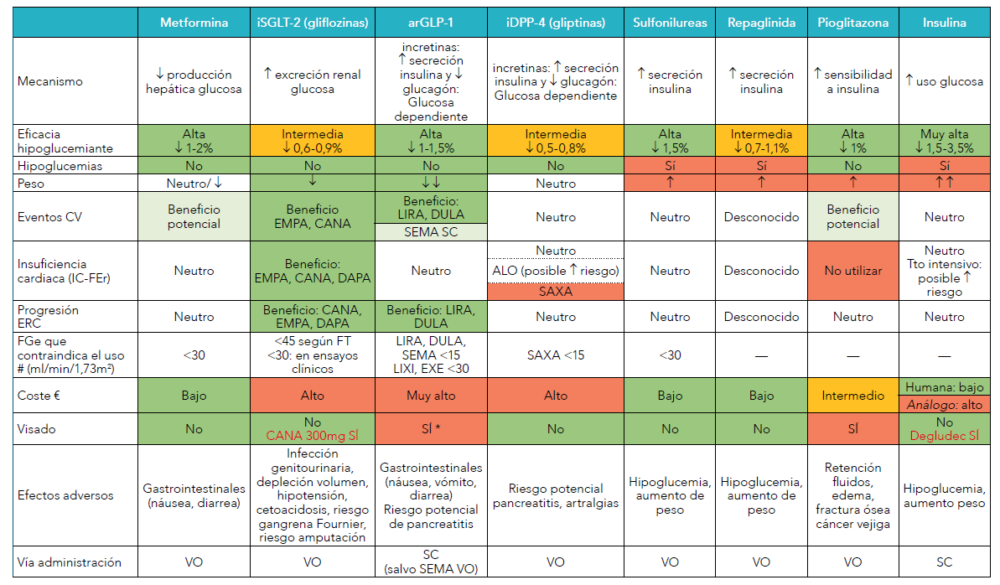 Metformina iSGLT-2 (gliflozinas) arGLP-1 iDPP-4 (gliptinas) Sulfonilureas Repaglinida Pioglitazona Insulina
Mecanismo
↓ producción
hepática glucosa
↑ excreción renal
glucosa
incretinas:
↑ secreción
insulina y ↓
glucagón:
Glucosa
dependiente
incretinas: ↑ secreción
insulina y ↓ glucagón:
Glucosa dependiente
↑ secreción
insulina
↑ secreción
insulina
↑ sensibilidad
a insulina
↑ uso glucosa
Eficacia
hipoglucemiante
Alta
↓ 1-2%
Intermedia
↓ 0,6-0,9%
Alta
↓ 1-1,5%
Intermedia
↓ 0,5-0,8%
Alta
↓ 1,5%
Intermedia
↓ 0,7-1,1%
Alta
↓ 1%
Muy alta
↓ 1,5-3,5%
Hipoglucemias No No No No Sí Sí No Sí
Peso Neutro/ ↓ ↓ ↓↓ Neutro ↑ ↑ ↑ ↑↑
Eventos CV
Beneficio
potencial
Beneficio
EMPA, CANA
Beneficio:
LIRA, DULA
SEMA SC
Neutro
Neutro
Desconocido
Beneficio
potencial
Neutro
Insuficiencia
cardiaca (IC-FEr)
Neutro
Beneficio:
EMPA, CANA, DAPA
Neutro
Neutro
ALO (posible ↑ riesgo)
SAXA
Neutro
Desconocido
No utilizar
Neutro
Tto intensivo:
posible ↑
riesgo
Progresión
ERC
Neutro
Beneficio: CANA,
EMPA, DAPA
Beneficio: LIRA,
DULA
Neutro
Neutro
Desconocido
Neutro
Neutro
FGe que
contraindica el uso
# (ml/min/1,73m²)
<30
<45 según FT
<30: en ensayos
clínicos
LIRA, DULA,
SEMA <15
LIXI, EXE <30
SAXA <15
<30
—
—
—
Coste €
Bajo
Alto
Muy alto
Alto
Bajo
Bajo
Intermedio
Humana: bajo
Análogo: alto
Visado
No
No
CANA 300mg SÍ
SÍ *
No
No
No
SÍ
No
Degludec SÍ
Efectos adversos
Gastrointestinales
(náusea, diarrea)
Infección
genitourinaria,
depleción volumen,
hipotensión,
cetoacidosis, riesgo
gangrena Fournier,
riesgo amputación
Gastrointestinales
(náusea, vómito,
diarrea)
Riesgo potencial
de pancreatitis
Riesgo potencial
pancreatitis, artralgias
Hipoglucemia,
aumento de
peso
Hipoglucemia,
aumento de
peso
Retención
fluidos,
edema,
fractura ósea
cáncer vejiga
Hipoglucemia,
aumento peso
Vía administración
VO
VO
SC
(salvo SEMA VO)
VO
VO
VO
VO
SC